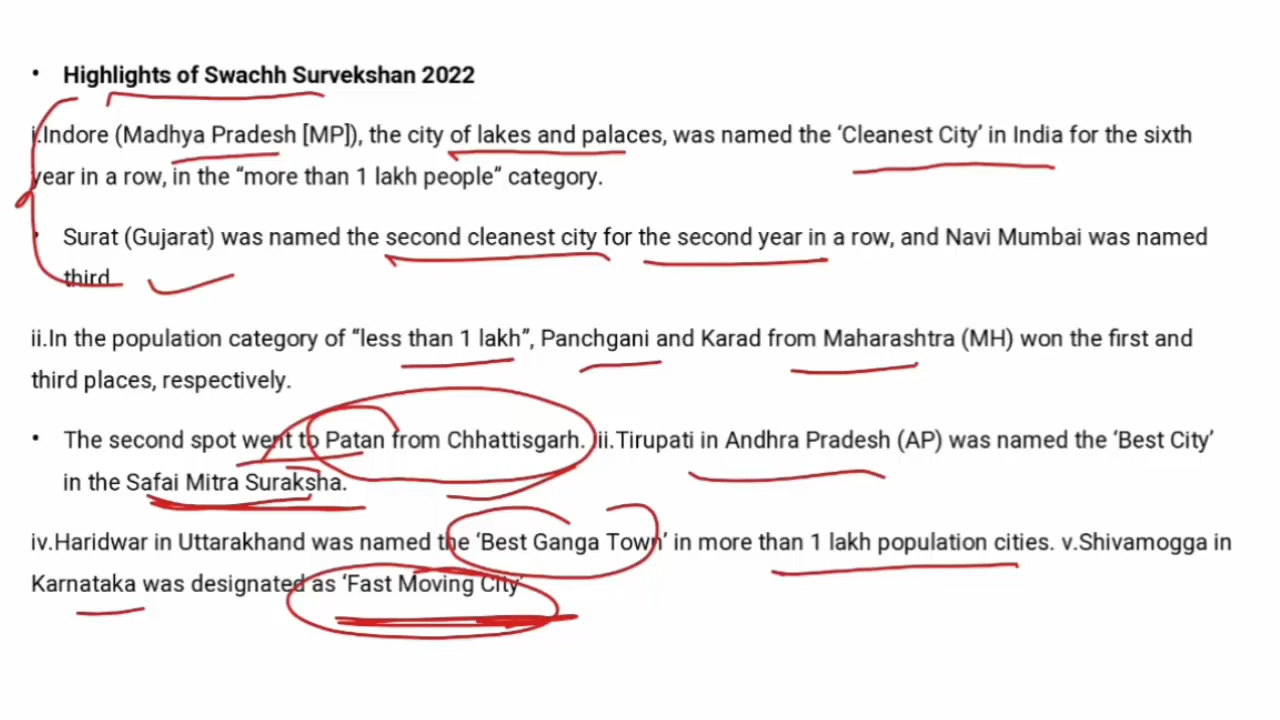 • Highlights of Swachh Survekshan 2022
i.Indore (Madhya Pradesh [MP]), the city of lakes and palaces, was named the ‘Cleanest City’ in India for the sixth
year in a row, in the “more than 1 lakh people” category.
• Surat (Gujarat) was named the second cleanest city for the second year in a row, and Navi Mumbai was named
third.
ii.In the population category of “less than 1 lakh”, Panchgani and Karad from Maharashtra (MH) won the first and
third places, respectively.
• The second spot went to Patan from Chhattisgarh. iii.Tirupati in Andhra Pradesh (AP) was named the ‘Best City’
in the Safai Mitra Suraksha.
iv.Haridwar in Uttarakhand was named the ‘Best Ganga Town’ in more than 1 lakh population cities. v.Shivamogga in
Karnataka was designated as ‘Fast Moving City’